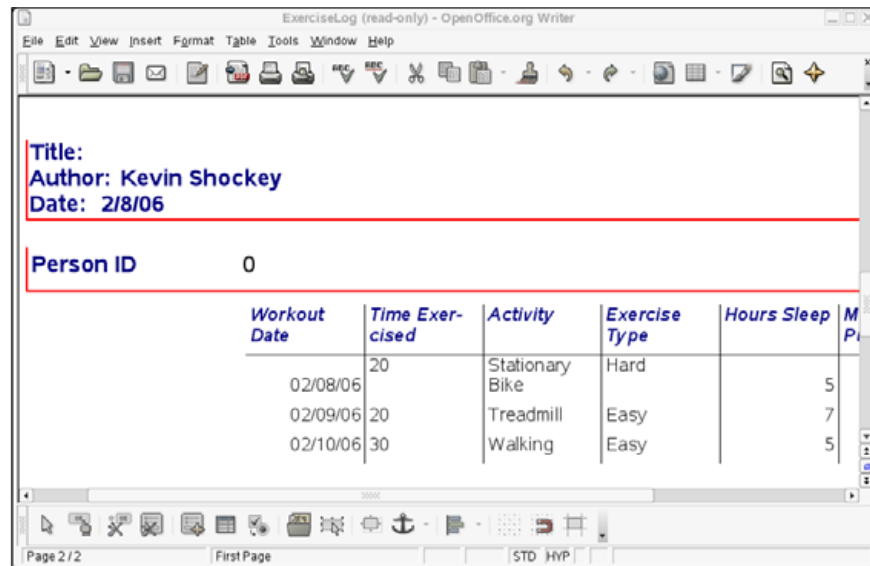 ExerciseLog (read-only) - OpenOffice.org Writer
File Edit View Insert Format Table Tools Window Help
Title:
Author: Kevin Shockey
Date: 2/8/06
Person ID 0
Workout Time Exer- Activity Exercise Hours Sleep M
Date cised Type
20 Stationary Hard
02/08/06 Bike 5
02/09/06 20 Treadmill Easy 7
02/10/06 30 Walking Easy 5
Page 2 / 2 First Page STD HYP